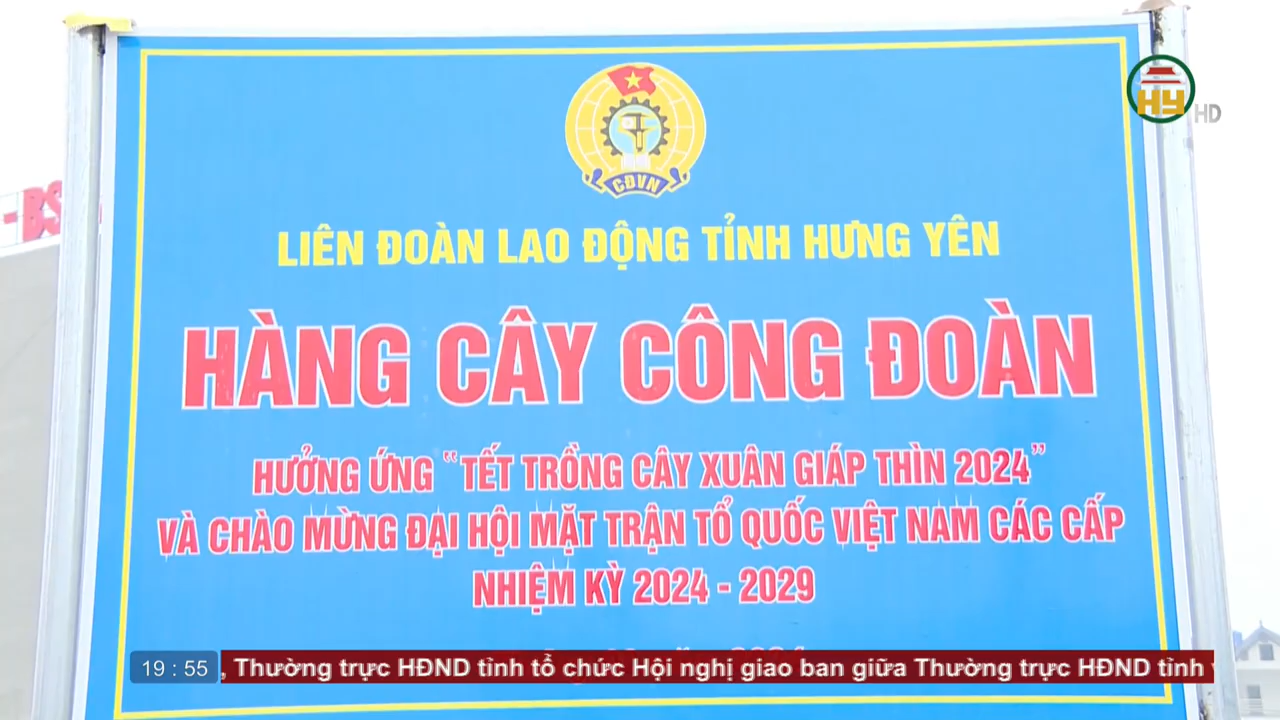 HY HD
- BS
CĐVN
LIÊN ĐOÀN LAO ĐỘNG TỈNH HƯNG YÊN
HÀNG CÂY CÔNG ĐOÀN
HƯỞNG ỨNG "TẾT TRỒNG CÂY XUÂN GIÁP THÌN 2024"
VÀ CHÀO MỪNG ĐẠI HỘI MẶT TRẬN TỔ QUỐC VIỆT NAM CÁC CẤP
NHIỆM KỲ 2024 - 2029
19 : 55 , Thường trực HĐND tỉnh tổ chức Hội nghị giao ban giữa Thường trực HĐND tỉnh